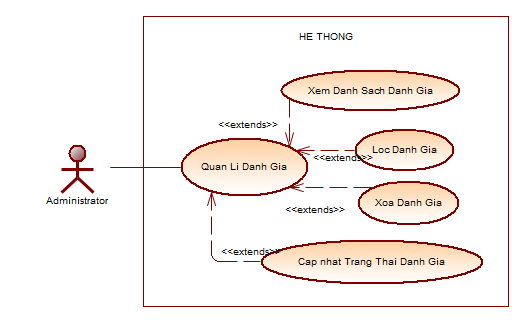 HE THONG
Xem Danh Sach Danh Gia
<<extends>>
Loc Danh Gia
<<extends>>
Quan Li Danh Gia
Administrator
Xoa Danh Gia
<<extends>>
<<extends>>
Cap nhat Trang Thai Danh Gia